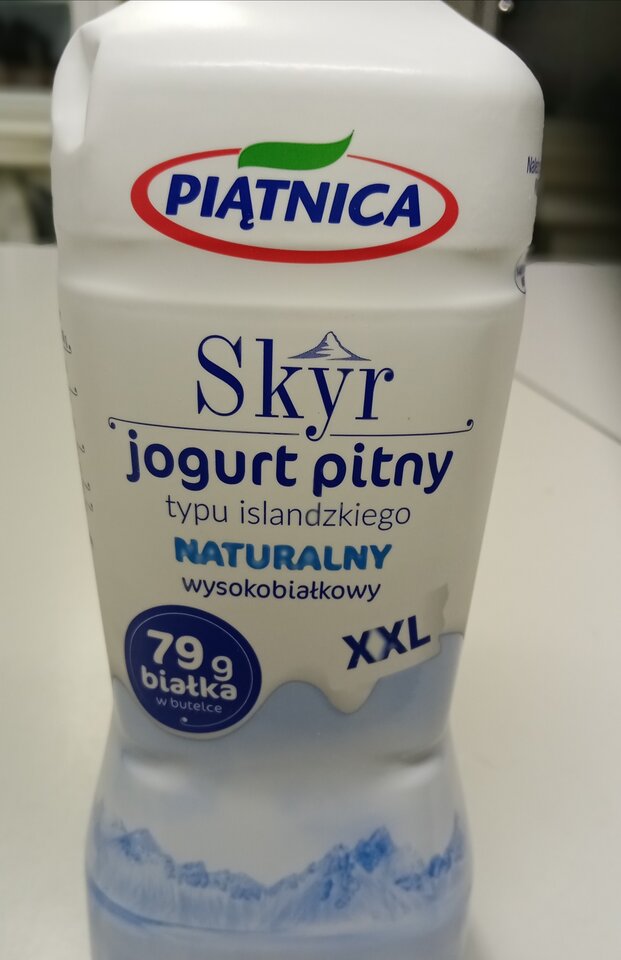 PIĄTNICA
Skyr
jogurt pitny
typu islandzkiego
NATURALNY
wysokobiałkowy
XXL
79 g
białka
w butelce